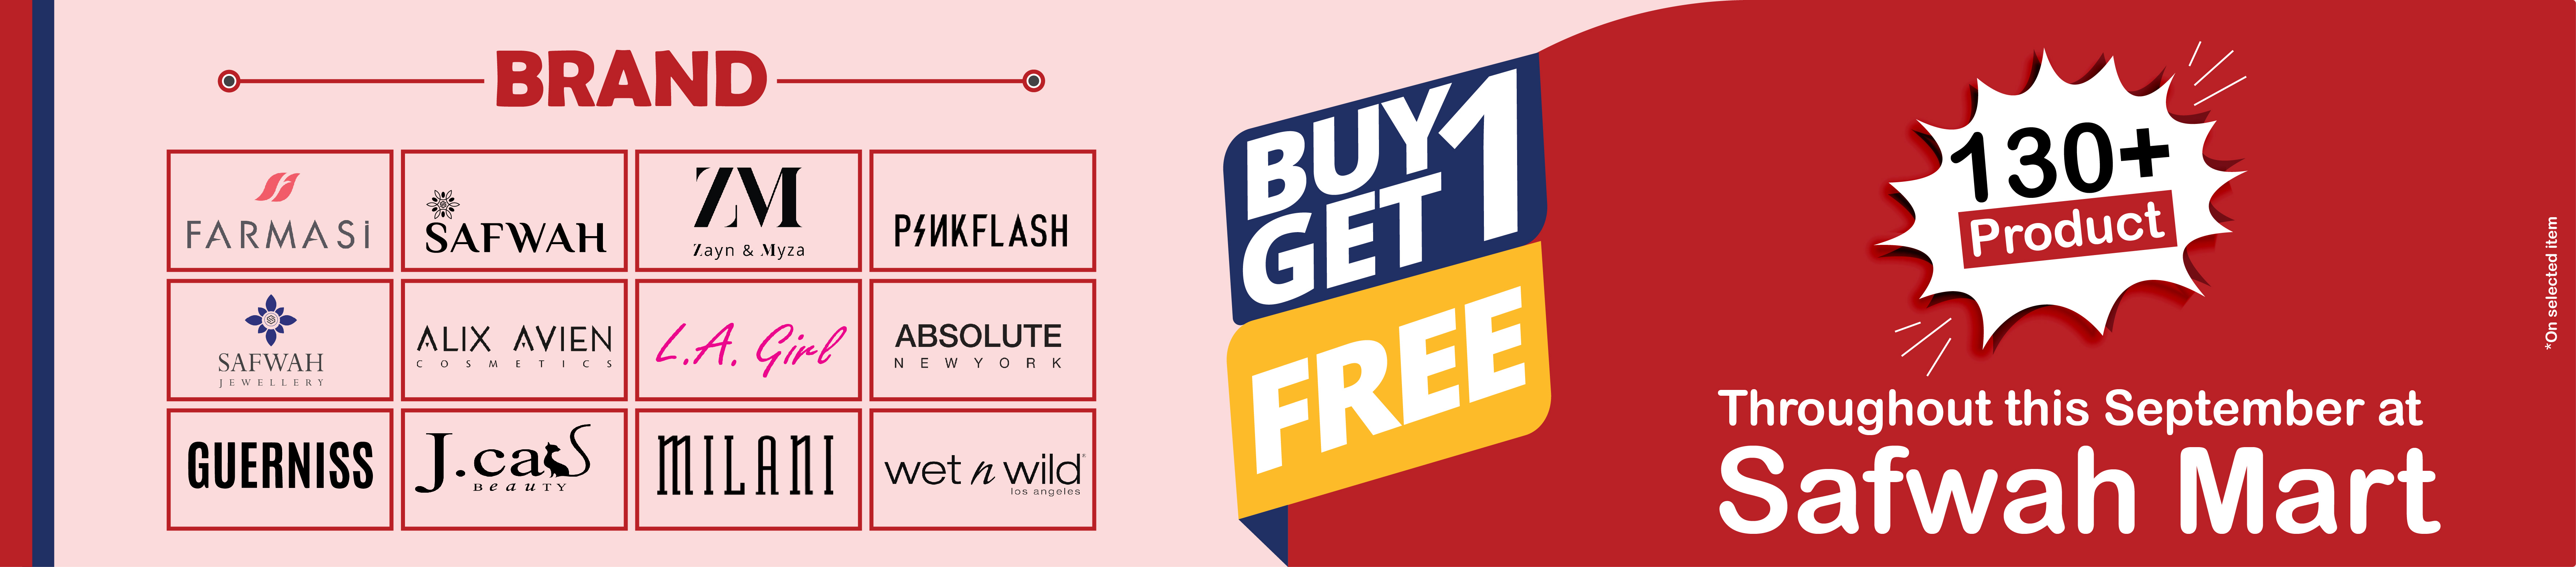 BRAND
FARMASi
SAFWAH
ZM
Zayn & Myza
PINKFLASH
SAFWAH
JEWELLERY
ALIX AVIEN
COSMETICS
L.A. Girl
ABSOLUTE
NEW YORK
GUERNISS
J.cat
BeauTY
MILANI
wet n wild®
los angeles
BUY 1
GET
FREE
130+
Product
Throughout this September at
Safwah Mart
*On selected item